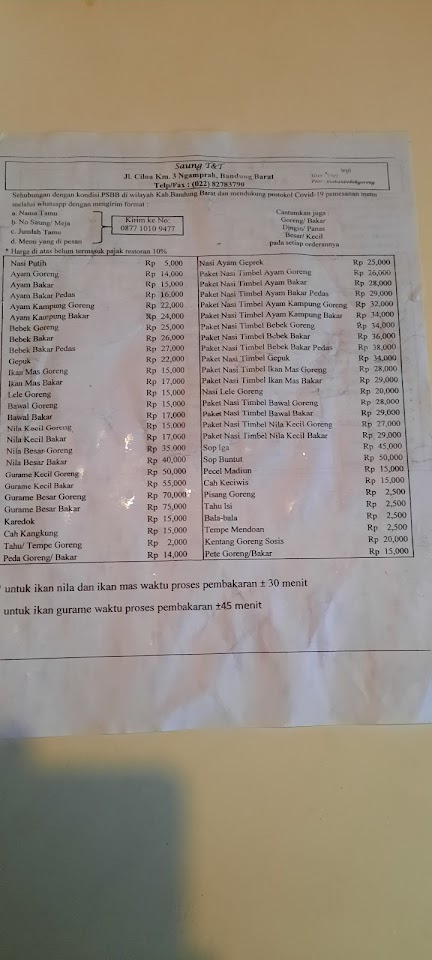 Saung T&T
Jl. Ciloa Km. 3 Ngamprah, Bandung Barat
Telp/Fax : (022) 82783790
Sehubungan dengan kondisi PSBB di wilayah Kab.Bandung Barat dan mendukung protokol Covid-19 pemesanan menu
melalui whatsapp dengan mengirim format :
a. Nama Tamu
b. No Saung/ Meja
c. Jumlah Tamu
d. Menu yang di pesan
Kirim ke No:
0877 1010 9477
Cantumkan juga :
Goreng/ Bakar
Dingin/ Panas
Besar/ Kecil
pada setiap orderannya
* Harga di atas belum termasuk pajak restoran 10%
Nasi Putih Rp 5,000
Ayam Goreng Rp 14,000
Ayam Bakar Rp 15,000
Ayam Bakar Pedas Rp 16,000
Ayam Kampung Goreng Rp 22,000
Ayam Kampung Bakar Rp 24,000
Bebek Goreng Rp 25,000
Bebek Bakar Rp 26,000
Bebek Bakar Pedas Rp 27,000
Gepuk Rp 22,000
Ikan Mas Goreng Rp 15,000
Ikan Mas Bakar Rp 17,000
Lele Goreng Rp 15,000
Bawal Goreng Rp 15,000
Bawal Bakar Rp 17,000
Nila Kecil Goreng Rp 15,000
Nila Kecil Bakar Rp 17,000
Nila Besar Goreng Rp 35,000
Nila Besar Bakar Rp 40,000
Gurame Kecil Goreng Rp 50,000
Gurame Kecil Bakar Rp 55,000
Gurame Besar Goreng Rp 70,000
Gurame Besar Bakar Rp 75,000
Karedok Rp 15,000
Cah Kangkung Rp 15,000
Tahu/ Tempe Goreng Rp 2,000
Peda Goreng/ Bakar Rp 14,000
Nasi Ayam Geprek Rp 25,000
Paket Nasi Timbel Ayam Goreng Rp 26,000
Paket Nasi Timbel Ayam Bakar Rp 28,000
Paket Nasi Timbel Ayam Bakar Pedas Rp 29,000
Paket Nasi Timbel Ayam Kampung Goreng Rp 32,000
Paket Nasi Timbel Ayam Kampung Bakar Rp 34,000
Paket Nasi Timbel Bebek Goreng Rp 34,000
Paket Nasi Timbel Bebek Bakar Rp 36,000
Paket Nasi Timbel Bebek Bakar Pedas Rp 38,000
Paket Nasi Timbel Gepuk Rp 34,000
Paket Nasi Timbel Ikan Mas Goreng Rp 28,000
Paket Nasi Timbel Ikan Mas Bakar Rp 29,000
Nasi Lele Goreng Rp 20,000
Paket Nasi Timbel Bawal Goreng Rp 28,000
Paket Nasi Timbel Bawal Bakar Rp 29,000
Paket Nasi Timbel Nila Kecil Goreng Rp 27,000
Paket Nasi Timbel Nila Kecil Bakar Rp 29,000
Sop Iga Rp 45,000
Sop Buntut Rp 50,000
Pecel Madiun Rp 15,000
Cah Keciwis Rp 15,000
Pisang Goreng Rp 2,500
Tahu Isi Rp 2,500
Bala-bala Rp 2,500
Tempe Mendoan Rp 2,500
Kentang Goreng Sosis Rp 20,000
Pete Goreng/Bakar Rp 15,000
* untuk ikan nila dan ikan mas waktu proses pembakaran ± 30 menit
untuk ikan gurame waktu proses pembakaran ±45 menit